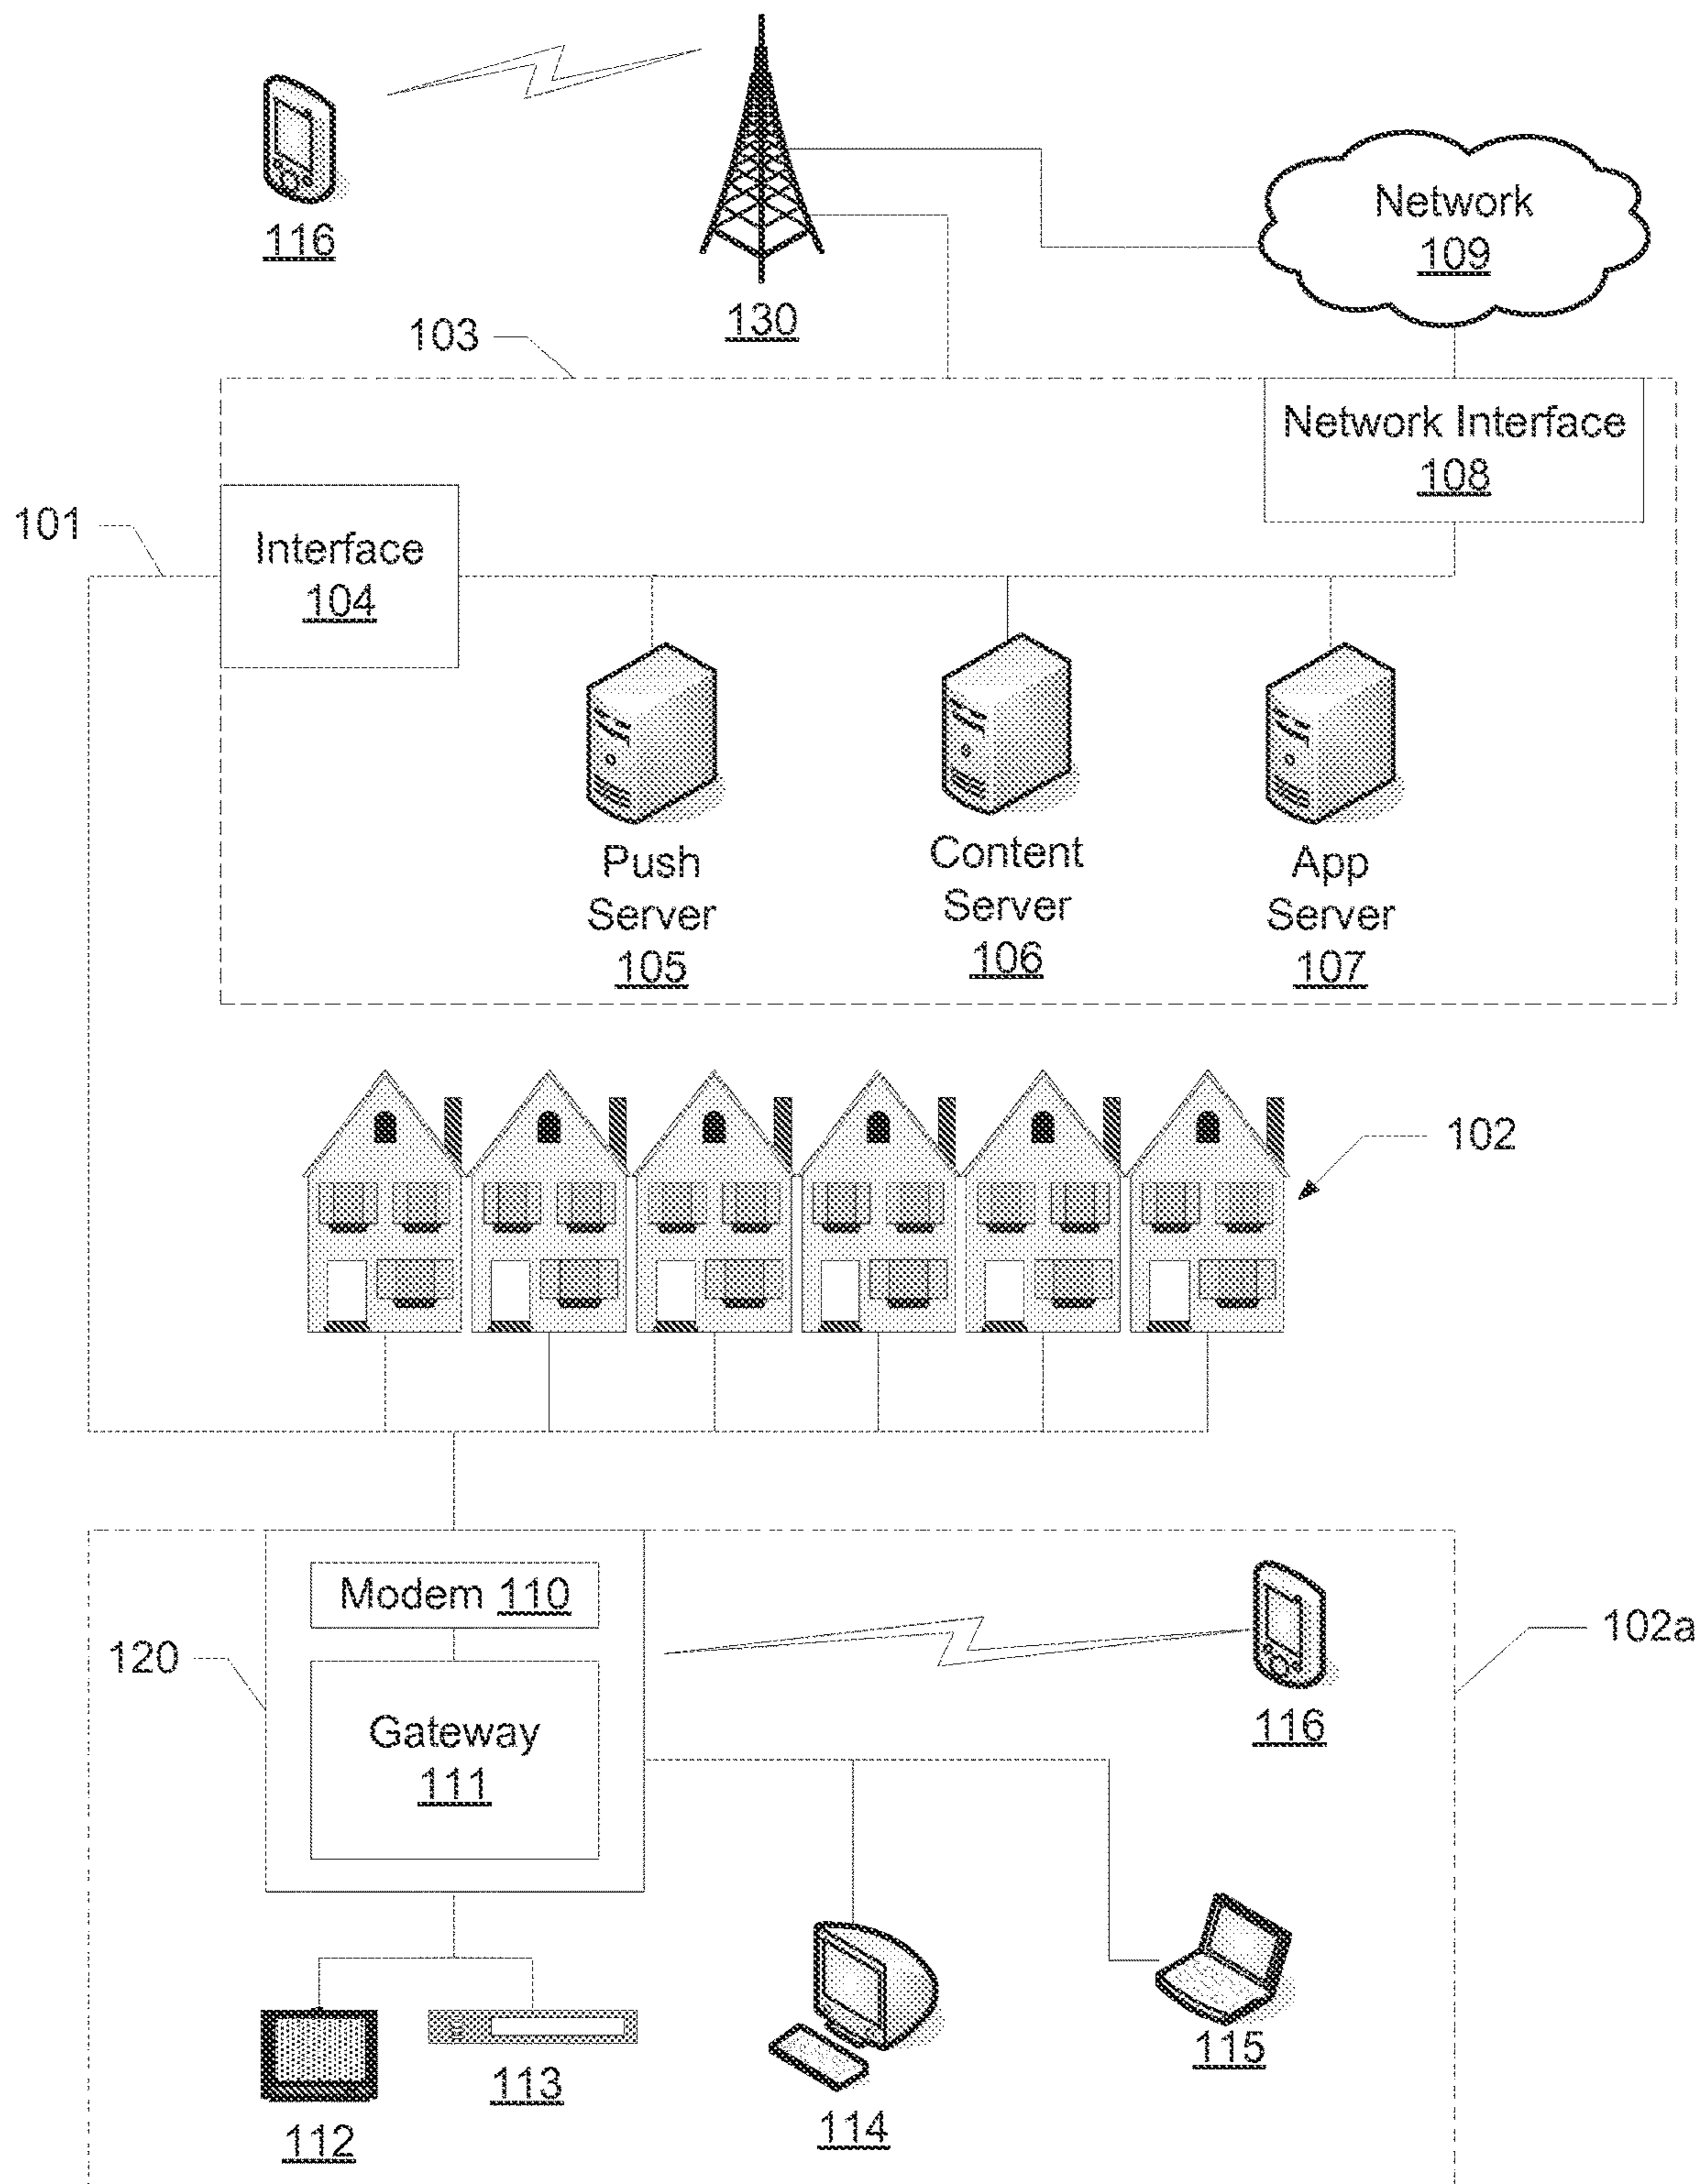 116
130
Network
109
103
Network Interface
108
101
Interface
104
Push
Server
105
Content
Server
106
App
Server
107
102
Modem 110
120
Gateway
111
116
102a
112
113
114
115